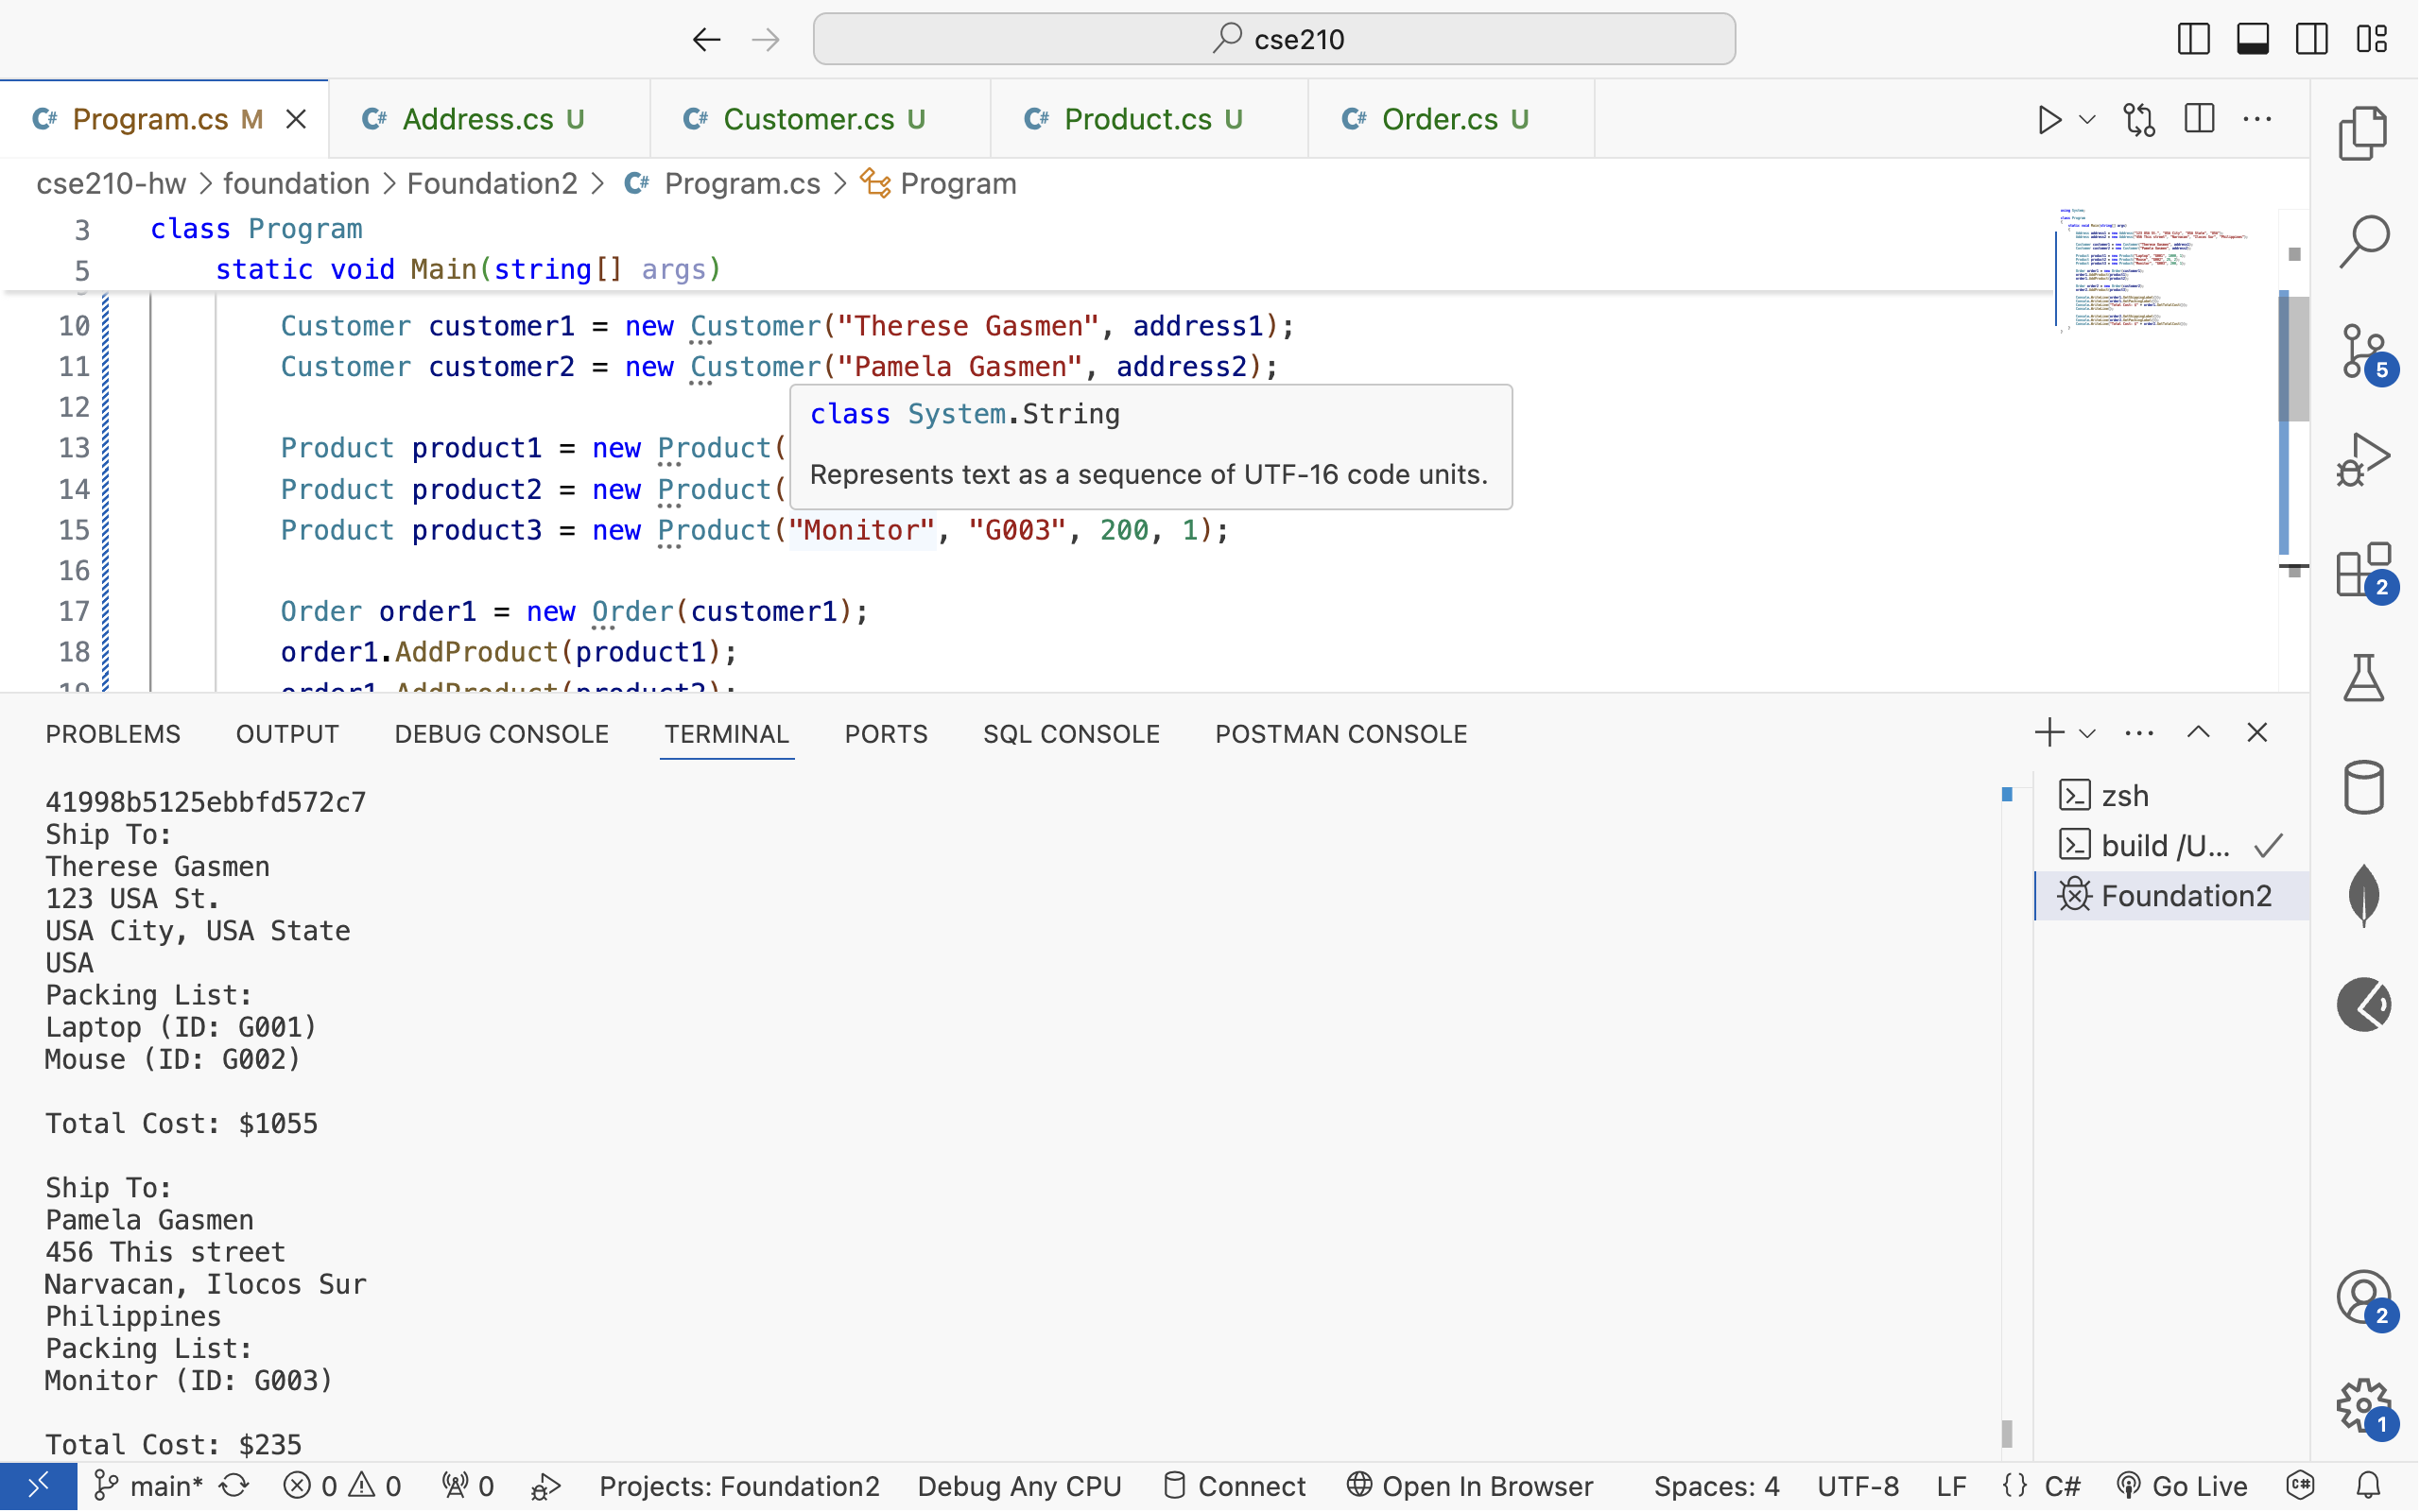 cse210
Program.cs M
Address.cs U
Customer.cs U
Product.cs U
Order.cs U
cse210-hw > foundation > Foundation2 > Program.cs > Program
3 class Program
5 static void Main(string[] args)
10 Customer customer1 = new Customer("Therese Gasmen", address1);
11 Customer customer2 = new Customer("Pamela Gasmen", address2);
12
class System.String
Represents text as a sequence of UTF-16 code units.
13 Product product1 = new Product(
14 Product product2 = new Product(
15 Product product3 = new Product("Monitor", "G003", 200, 1);
16
17 Order order1 = new Order(customer1);
18 order1.AddProduct(product1);
19 order1.AddProduct(product2);
PROBLEMS OUTPUT DEBUG CONSOLE TERMINAL PORTS SQL CONSOLE POSTMAN CONSOLE
41998b5125ebbfd572c7
Ship To:
Therese Gasmen
123 USA St.
USA City, USA State
USA
Packing List:
Laptop (ID: G001)
Mouse (ID: G002)
Total Cost: $1055
Ship To:
Pamela Gasmen
456 This street
Narvacan, Ilocos Sur
Philippines
Packing List:
Monitor (ID: G003)
Total Cost: $235
zsh
build /U...
Foundation2
5
2
2
1
main* 0 0 0 Projects: Foundation2 Debug Any CPU Connect Open In Browser Spaces: 4 UTF-8 LF {} C# Go Live